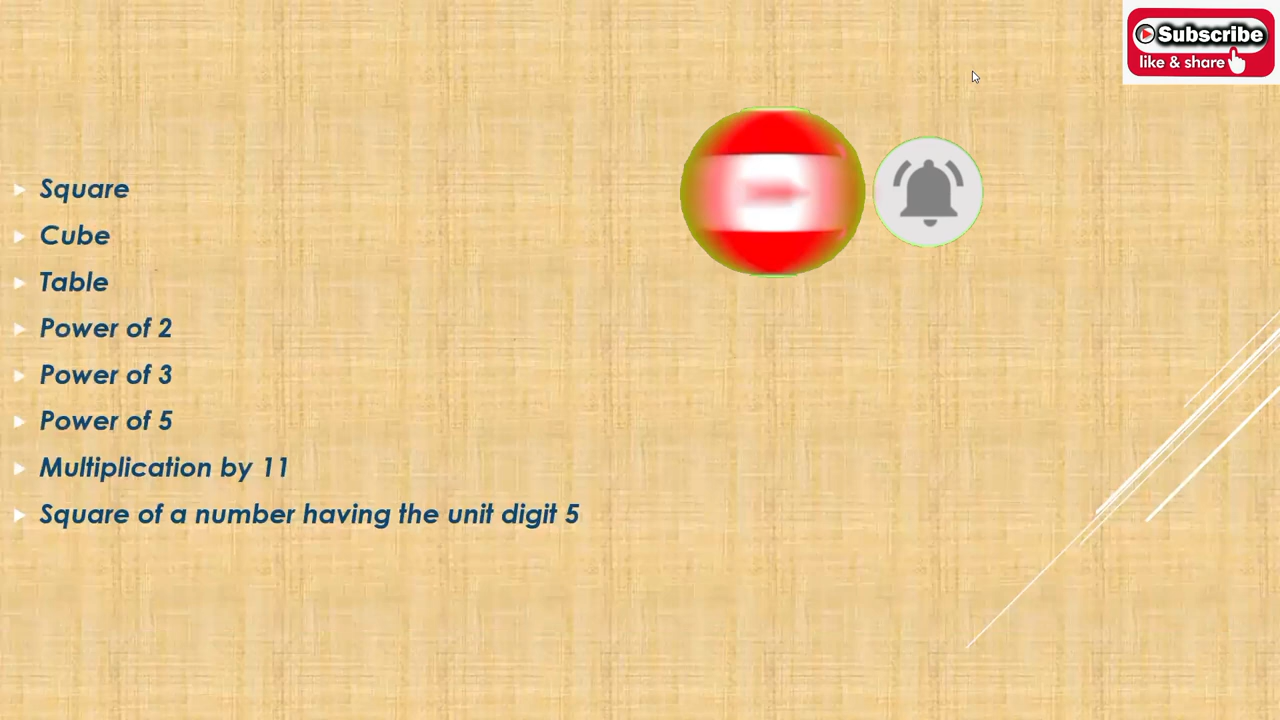 Subscribe
like & share
Square
Cube
Table
Power of 2
Power of 3
Power of 5
Multiplication by 11
Square of a number having the unit digit 5